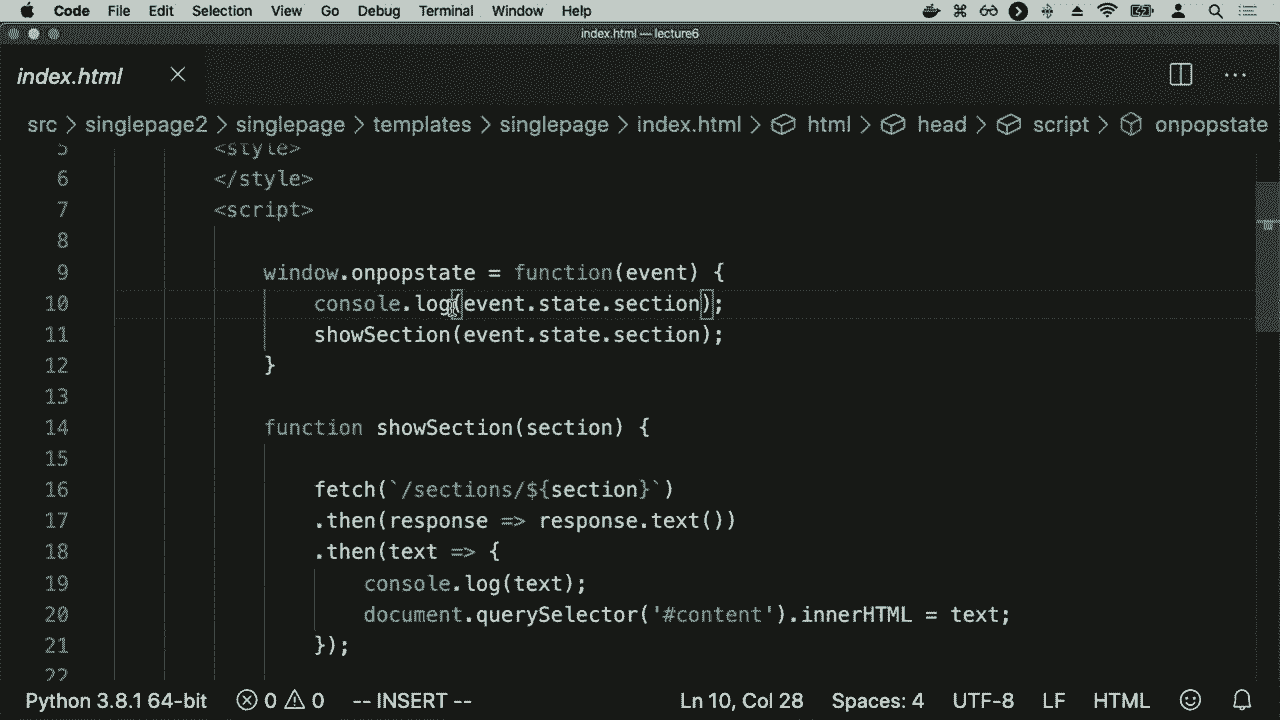 Code File Edit Selection View Go Debug Terminal Window Help
index.html — lecture6
index.html
src > singlepage2 > singlepage > templates > singlepage > index.html > html > head > script > onpopstate
5 <style>
6 </style>
7 <script>
8
9 window.onpopstate = function(event) {
10 console.log(event.state.section);
11 showSection(event.state.section);
12 }
13
14 function showSection(section) {
15
16 fetch(`/sections/${section}`)
17 .then(response => response.text())
18 .then(text => {
19 console.log(text);
20 document.querySelector('#content').innerHTML = text;
21 });
22
Python 3.8.1 64-bit 0 0 -- INSERT -- Ln 10, Col 28 Spaces: 4 UTF-8 LF HTML